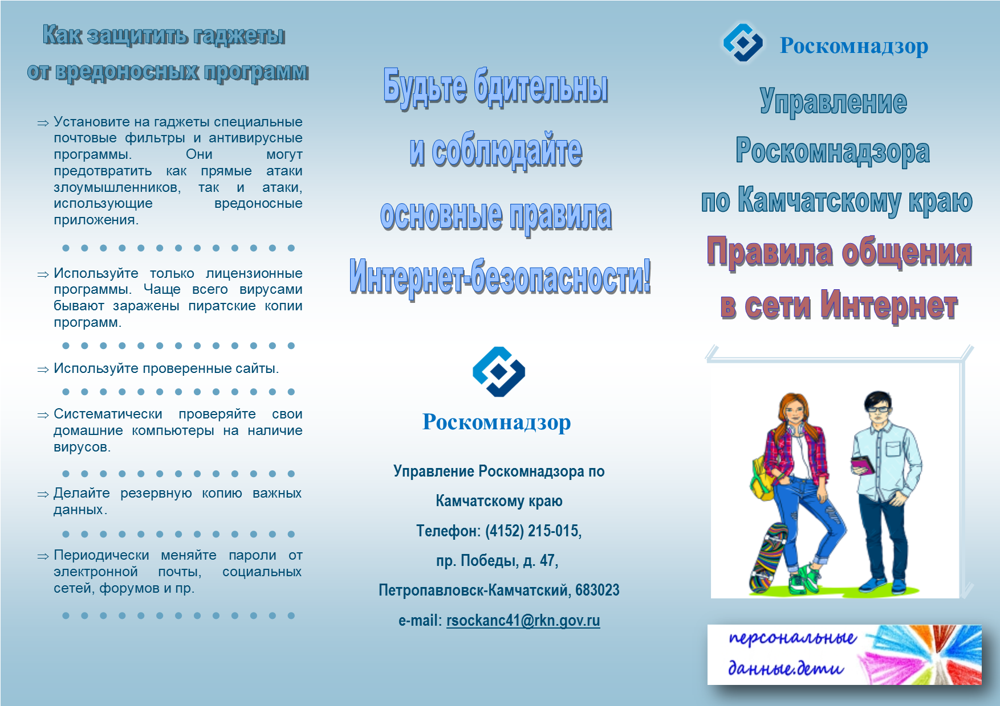 Как защитить гаджеты
от вредоносных программ
⇒ Установите на гаджеты специальные
почтовые фильтры и антивирусные
программы. Они могут
предотвратить как прямые атаки
злоумышленников, так и атаки,
использующие вредоносные
приложения.
⇒ Используйте только лицензионные
программы. Чаще всего вирусами
бывают заражены пиратские копии
программ.
⇒ Используйте проверенные сайты.
⇒ Систематически проверяйте свои
домашние компьютеры на наличие
вирусов.
⇒ Делайте резервную копию важных
данных.
⇒ Периодически меняйте пароли от
электронной почты, социальных
сетей, форумов и пр.
Будьте бдительны
и соблюдайте
основные правила
Интернет-безопасности!
Роскомнадзор
Управление Роскомнадзора по
Камчатскому краю
Телефон: (4152) 215-015,
пр. Победы, д. 47,
Петропавловск-Камчатский, 683023
e-mail: rsockanc41@rkn.gov.ru
Роскомнадзор
Управление
Роскомнадзора
по Камчатскому краю
Правила общения
в сети Интернет
персональные
данные.дети